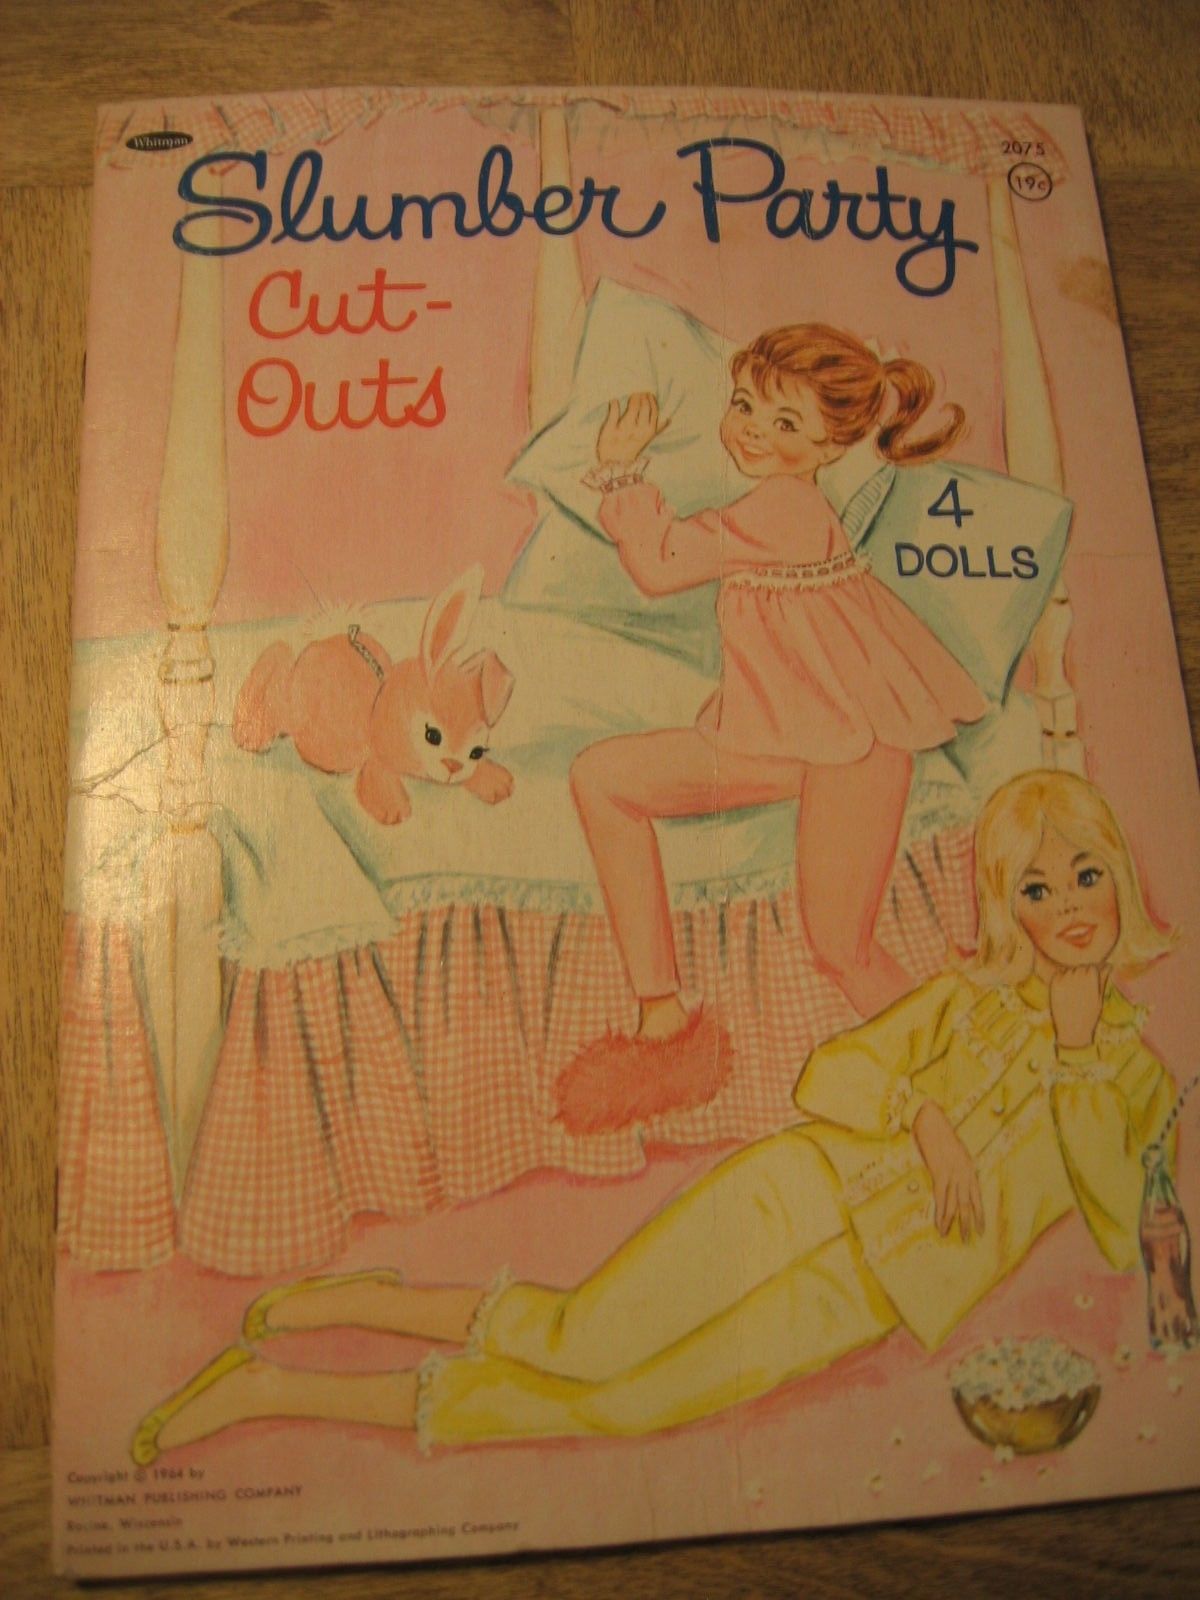 Whitman
Slumber Party
2075
19¢
Cut-
Outs
4
DOLLS
Copyright © 1964 by
WHITMAN PUBLISHING COMPANY
Racine, Wisconsin
Printed in the U.S.A. by Western Printing and Lithographing Company